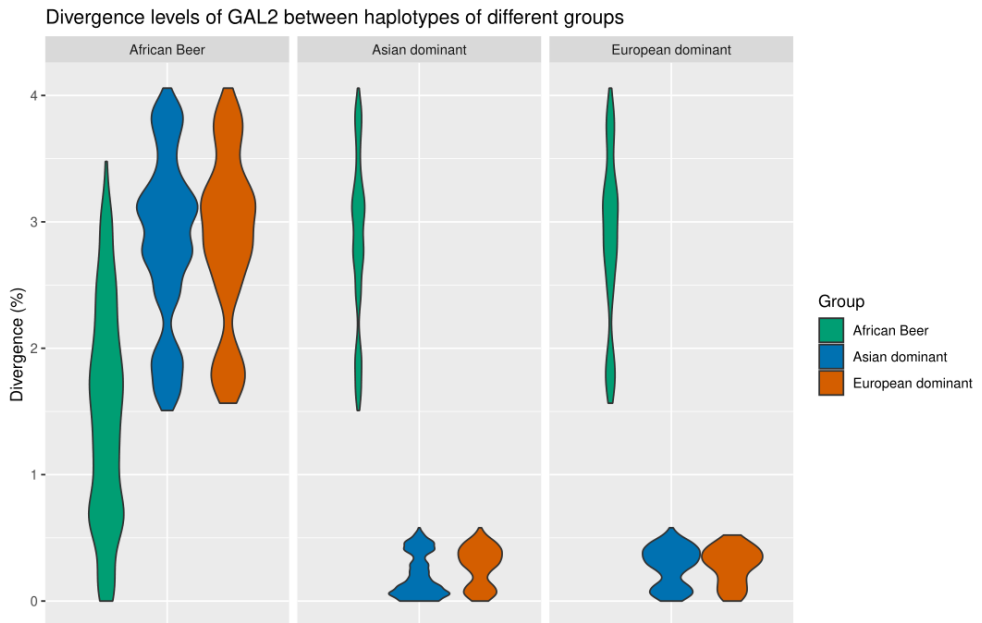 Divergence levels of GAL2 between haplotypes of different groups
African Beer
Asian dominant
European dominant
4
3
2
1
0
Divergence (%)
Group
African Beer
Asian dominant
European dominant